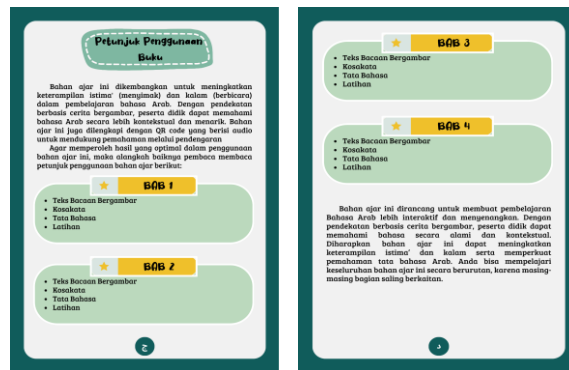 Petunjuk Penggunaan
Buku
Bahan ajar ini dikembangkan untuk meningkatkan
keterampilan istima' (menyimak) dan kalam (berbicara)
dalam pembelajaran bahasa Arab. Dengan pendekatan
berbasis cerita bergambar, peserta didik dapat memahami
bahasa Arab secara lebih kontekstual dan menarik. Bahan
ajar ini juga dilengkapi dengan QR code yang berisi audio
untuk mendukung pemahaman melalui pendengaran
Agar memperoleh hasil yang optimal dalam penggunaan
bahan ajar ini, maka alangkah baiknya pembaca membaca
petunjuk penggunaan bahan ajar berikut:
BAB 1
• Teks Bacaan Bergambar
• Kosakata
• Tata Bahasa
• Latihan
BAB 2
• Teks Bacaan Bergambar
• Kosakata
• Tata Bahasa
• Latihan
ج
BAB 3
• Teks Bacaan Bergambar
• Kosakata
• Tata Bahasa
• Latihan
BAB 4
• Teks Bacaan Bergambar
• Kosakata
• Tata Bahasa
• Latihan
Bahan ajar ini dirancang untuk membuat pembelajaran
Bahasa Arab lebih interaktif dan mengenangkan. Dengan
pendekatan berbasis cerita bergambar, peserta didik dapat
memahami bahasa secara alami dan kontekstual.
Diharapkan bahan ajar ini dapat meningkatkan
keterampilan istima' dan kalam serta memperkuat
pemahaman tata bahasa Arab. Anda bisa mempelajari
keseluruhan bahan ajar ini secara berurutan, karena masing-
masing bagian saling berkaitan.
د